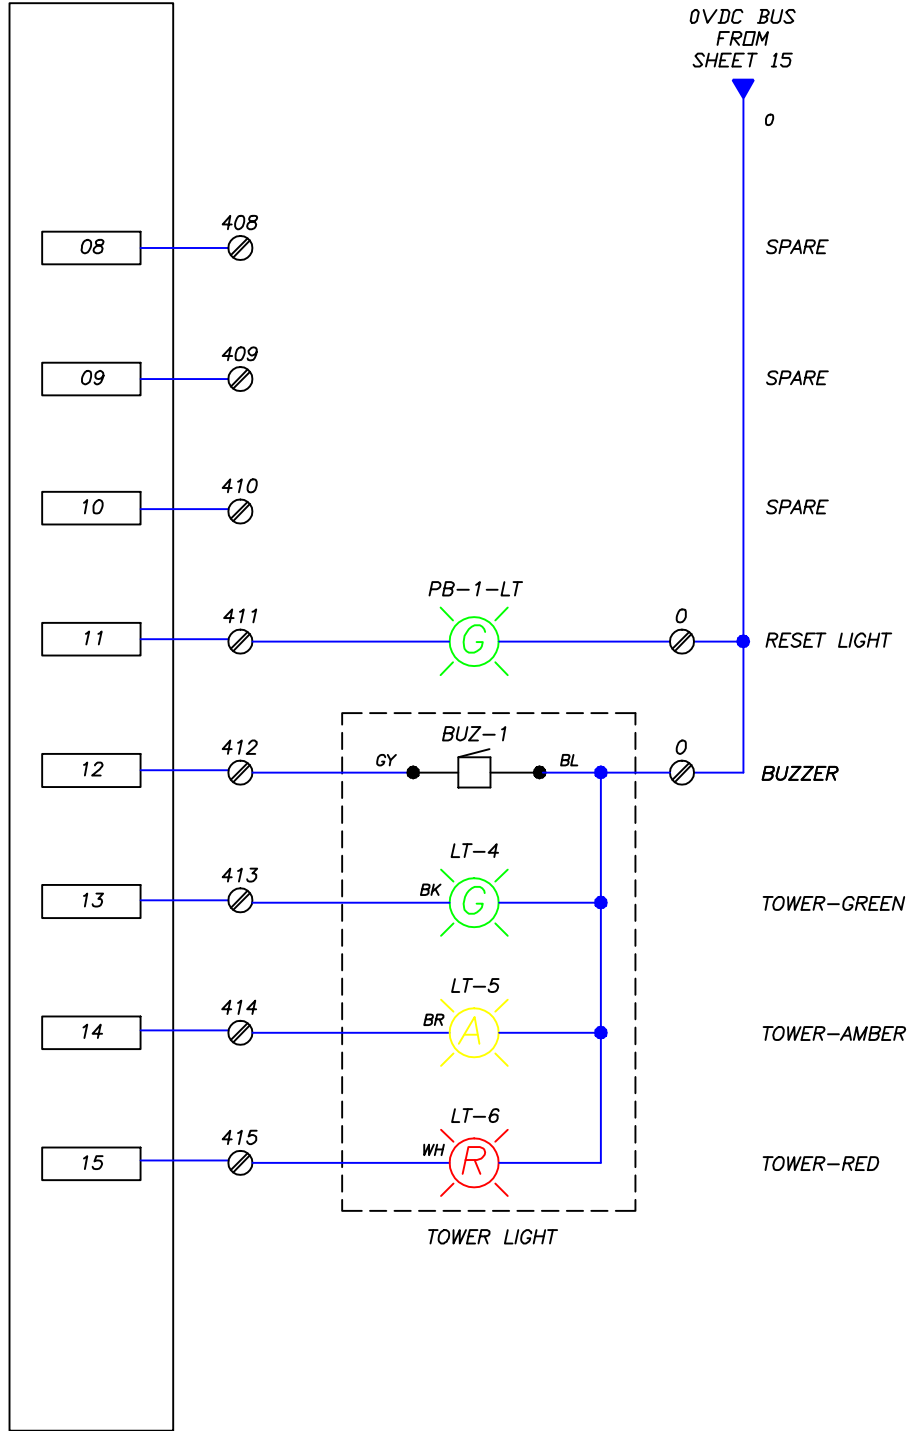 0VDC BUS
FROM
SHEET 15
0
408
08
SPARE
409
09
SPARE
410
10
SPARE
PB-1-LT
411
0
11
G
RESET LIGHT
BUZ-1
412
0
12
GY
BL
BUZZER
LT-4
413
13
BK
G
TOWER-GREEN
LT-5
414
14
BR
A
TOWER-AMBER
LT-6
415
15
WH
R
TOWER-RED
TOWER LIGHT